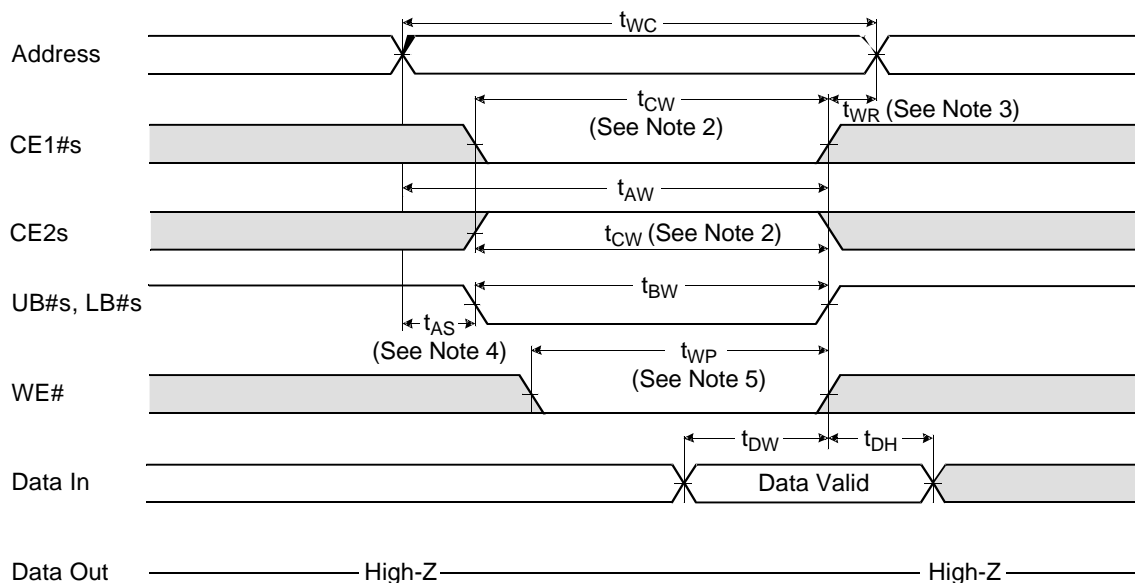 tWC
Address
tCW
(See Note 2)
tWR (See Note 3)
CE1#s
tAW
CE2s
tCW (See Note 2)
UB#s, LB#s
tBW
tAS
(See Note 4)
tWP
(See Note 5)
WE#
tDW
tDH
Data In
Data Valid
Data Out
High-Z
High-Z